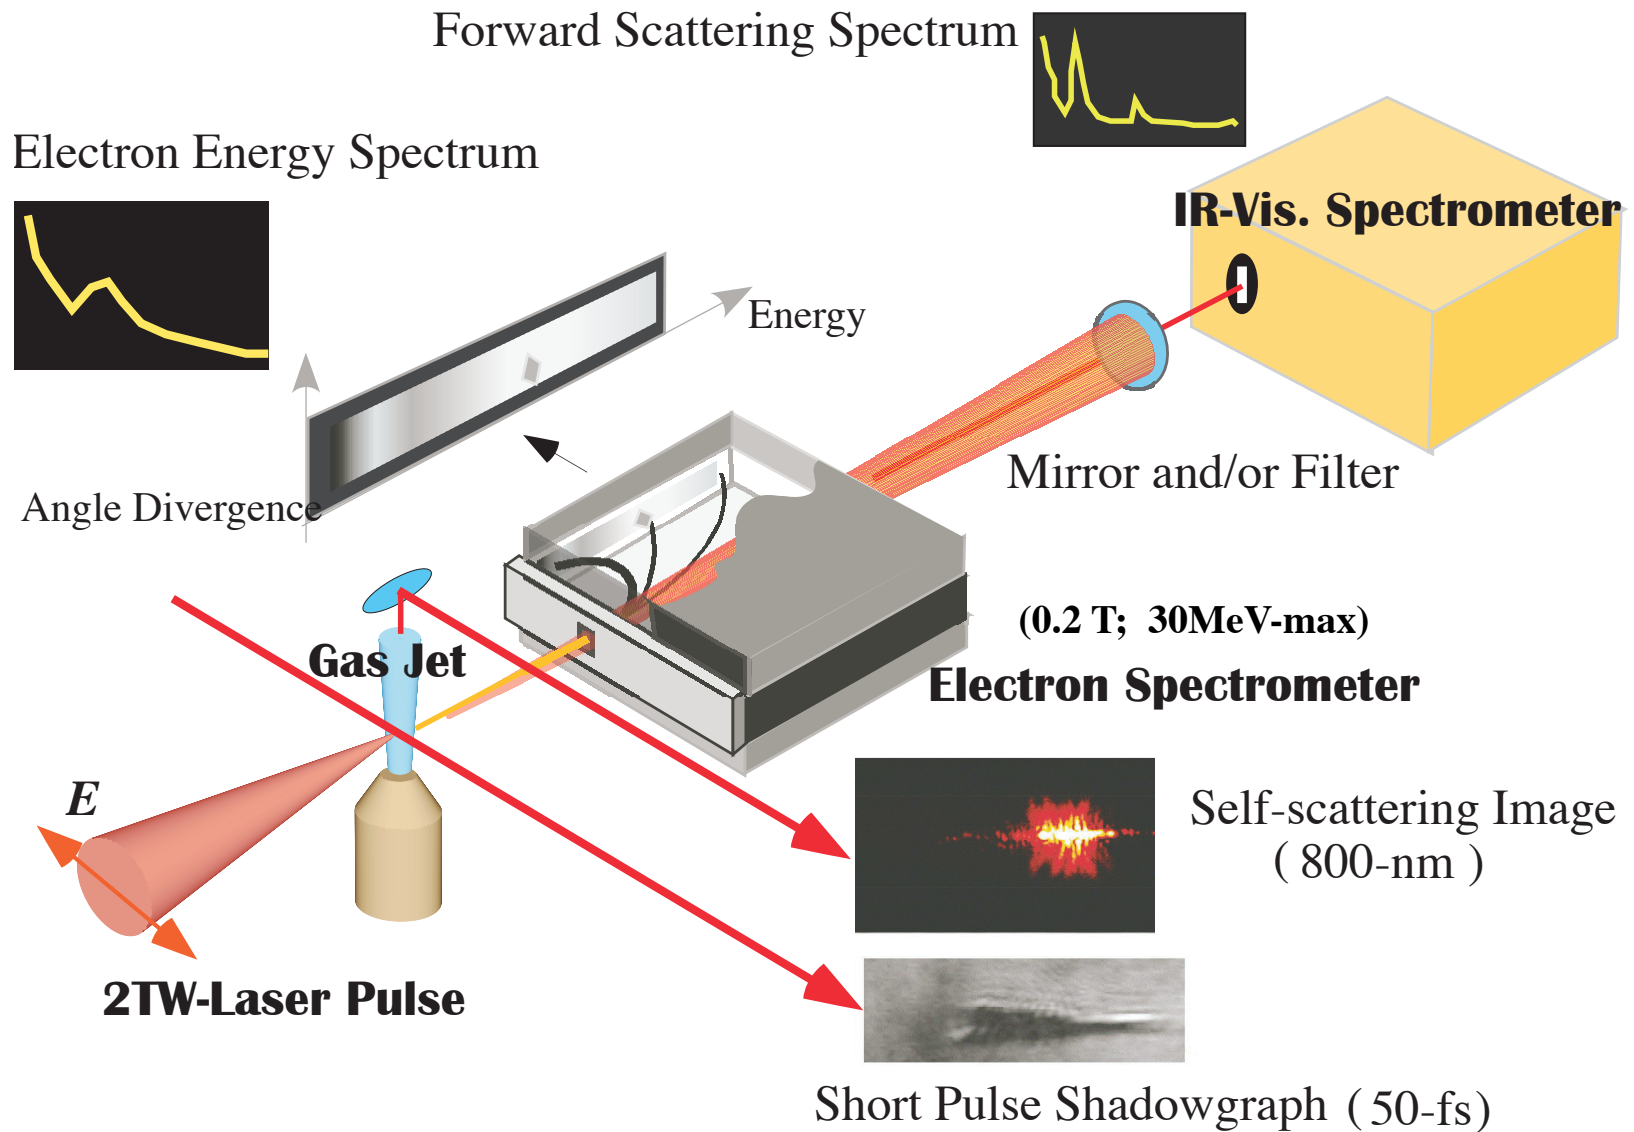 Forward Scattering Spectrum
Electron Energy Spectrum
IR-Vis. Spectrometer
Energy
Mirror and/or Filter
Angle Divergence
(0.2 T; 30MeV-max)
Gas Jet
Electron Spectrometer
E
Self-scattering Image
( 800-nm )
2TW-Laser Pulse
Short Pulse Shadowgraph ( 50-fs)